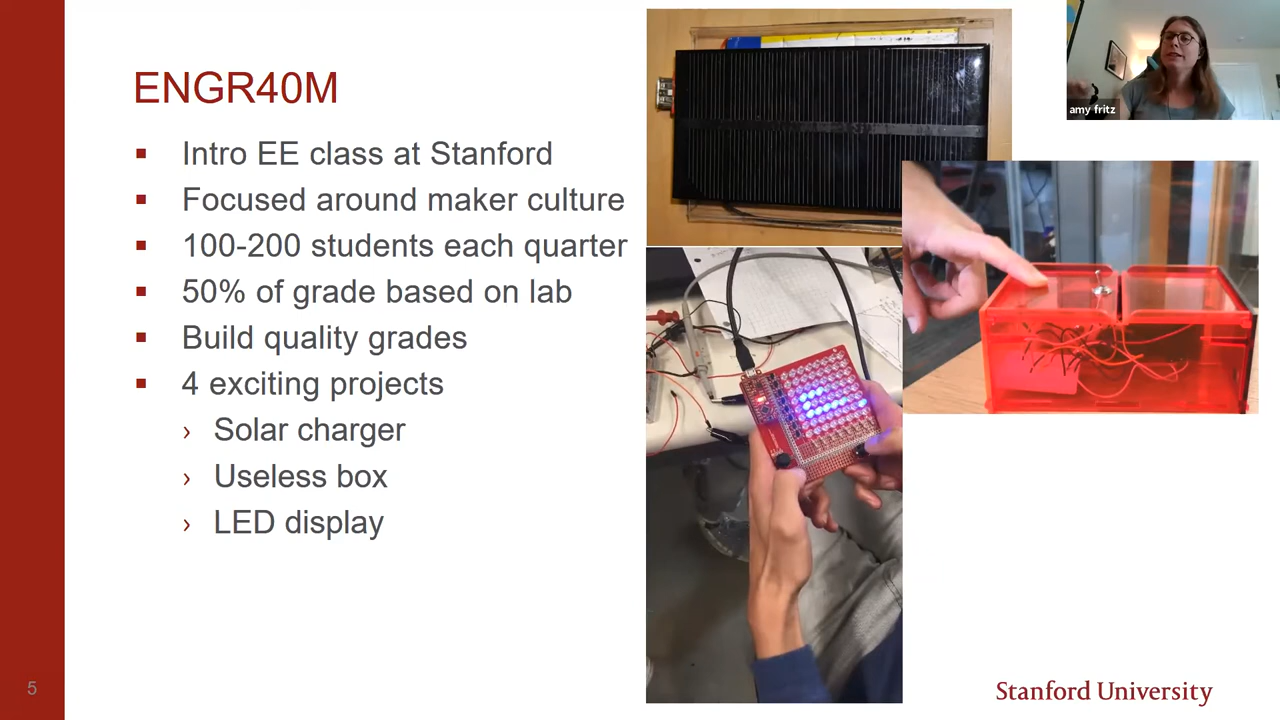 ENGR40M
Intro EE class at Stanford
Focused around maker culture
100-200 students each quarter
50% of grade based on lab
Build quality grades
4 exciting projects
Solar charger
Useless box
LED display
amy fritz
5
Stanford University